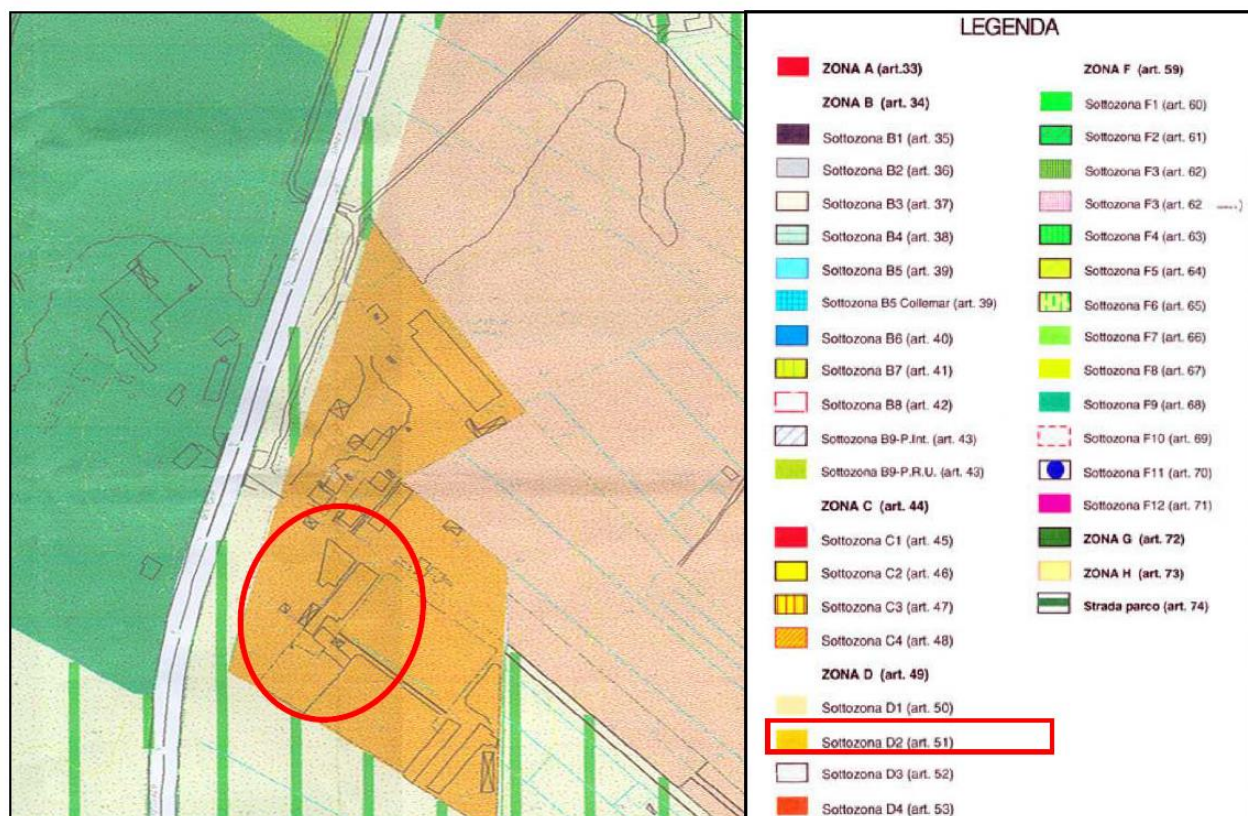 LEGENDA
ZONA A (art.33)
ZONA B (art. 34)
Sottozona B1 (art. 35)
Sottozona B2 (art. 36)
Sottozona B3 (art. 37)
Sottozona B4 (art. 38)
Sottozona B5 (art. 39)
Sottozona B5 Collemar (art. 39)
Sottozona B6 (art. 40)
Sottozona B7 (art. 41)
Sottozona B8 (art. 42)
Sottozona B9-P.Int. (art. 43)
Sottozona B9-P.R.U. (art. 43)
ZONA C (art. 44)
Sottozona C1 (art. 45)
Sottozona C2 (art. 46)
Sottozona C3 (art. 47)
Sottozona C4 (art. 48)
ZONA D (art. 49)
Sottozona D1 (art. 50)
Sottozona D2 (art. 51)
Sottozona D3 (art. 52)
Sottozona D4 (art. 53)
ZONA F (art. 59)
Sottozona F1 (art. 60)
Sottozona F2 (art. 61)
Sottozona F3 (art. 62)
Sottozona F3 (art. 62
Sottozona F4 (art. 63)
Sottozona F5 (art. 64)
Sottozona F6 (art. 65)
Sottozona F7 (art. 66)
Sottozona F8 (art. 67)
Sottozona F9 (art. 68)
Sottozona F10 (art. 69)
Sottozona F11 (art. 70)
Sottozona F12 (art. 71)
ZONA G (art. 72)
ZONA H (art. 73)
Strada parco (art. 74)